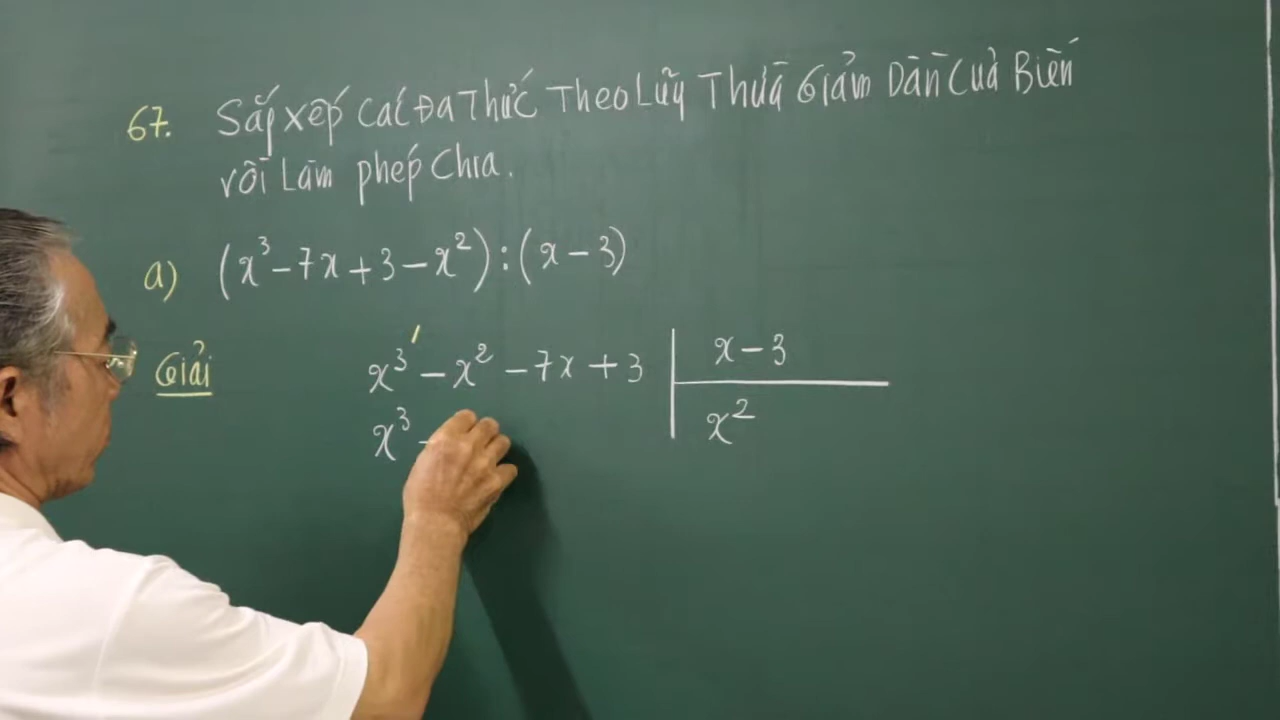 67. Sắp xếp Các Đa Thức Theo Lũy Thừa Giảm Dần Của Biến
rồi Làm phép Chia.
a) (x³ - 7x + 3 - x²) : (x - 3)
Giải
x³ - x² - 7x + 3 | x - 3
x³ - | x²